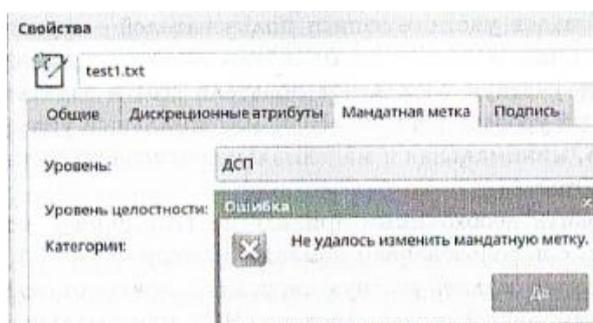 Свойства
test1.txt
Общие Дискреционные атрибуты Мандатная метка Подпись
Уровень: ДСП
Уровень целостности:
Ошибка
Категории:
Не удалось изменить мандатную метку.
Да